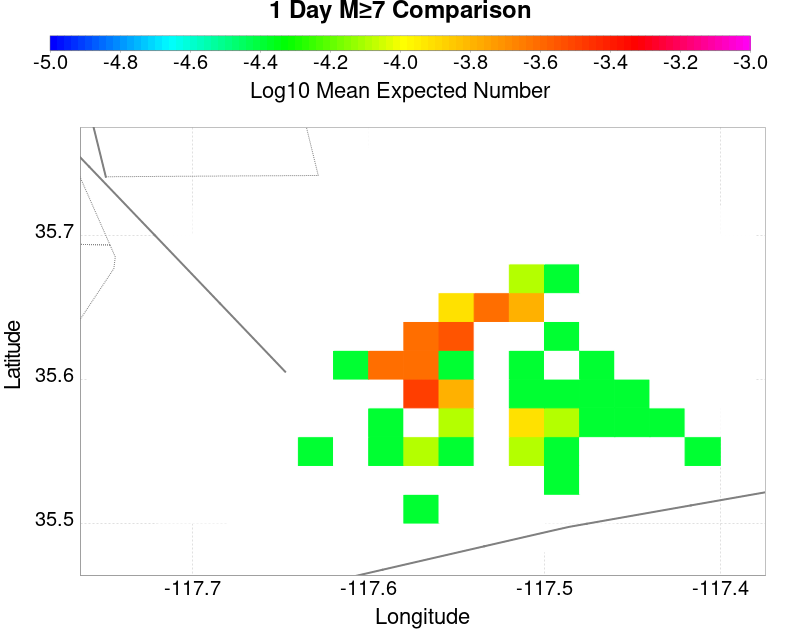 1 Day M≥7 Comparison
-5.0 -4.8 -4.6 -4.4 -4.2 -4.0 -3.8 -3.6 -3.4 -3.2 -3.0
Log10 Mean Expected Number
35.7
35.6
35.5
Latitude
-117.7 -117.6 -117.5 -117.4
Longitude